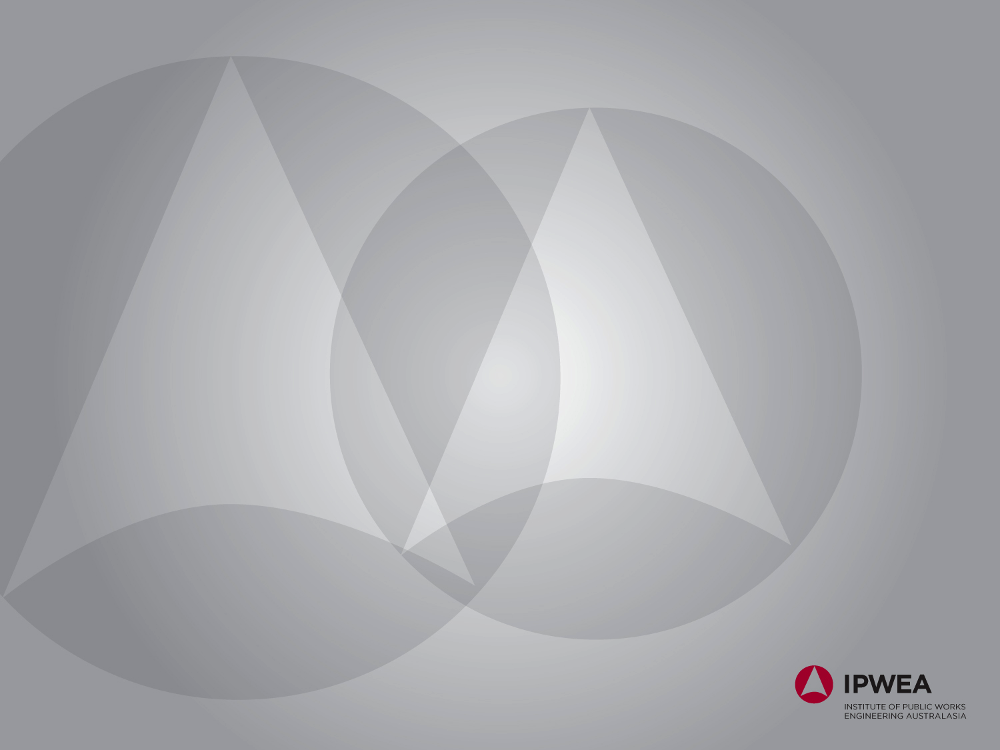 IPWEA
INSTITUTE OF PUBLIC WORKS
ENGINEERING AUSTRALASIA